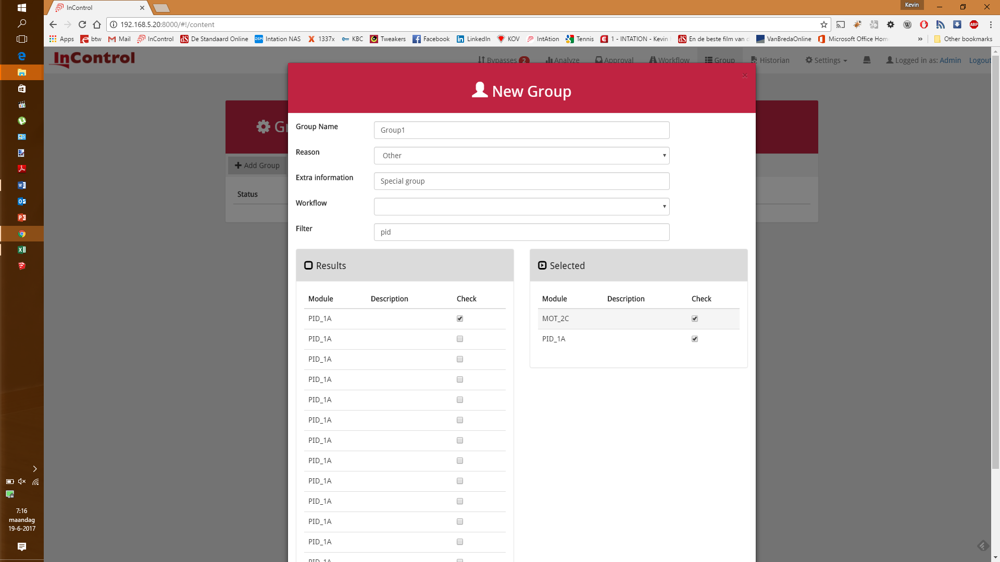 InControl
Kevin
192.168.5.20:8000/#!/content
Apps btw Mail InControl De Standaard Online Intation NAS 1337x KBC Tweakers Facebook LinkedIn KOV IntAtion Tennis 1 - INTATION - Kevin En de beste film van VanBredaOnline Microsoft Office Hom » Other bookmarks
InControl
Bypasses 2 Analyze Approval Workflow Group Historian Settings Logged in as: Admin Logout
×
New Group
G
Group Name Group1
Reason Other
Add Group
Extra information Special group
Status
Workflow
Filter pid
Results
Selected
Module Description Check
Module Description Check
PID_1A
MOT_2C
PID_1A
PID_1A
PID_1A
PID_1A
PID_1A
PID_1A
PID_1A
PID_1A
PID_1A
PID_1A
PID_1A
PID_1A
PID_1A
PID_1A
7:16
maandag
19-6-2017